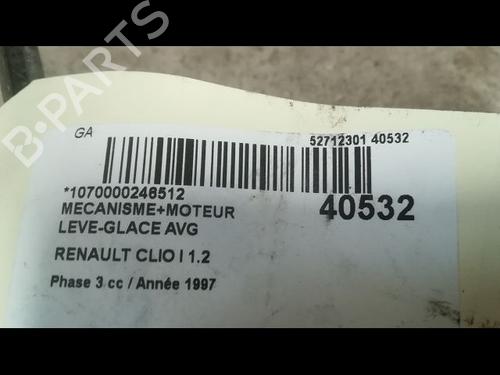 B-PARTS
GA
52712301 40532
*1070000246512
MECANISME+MOTEUR
40532
LEVE-GLACE AVG
RENAULT CLIO I 1.2
Phase 3 cc / Année 1997